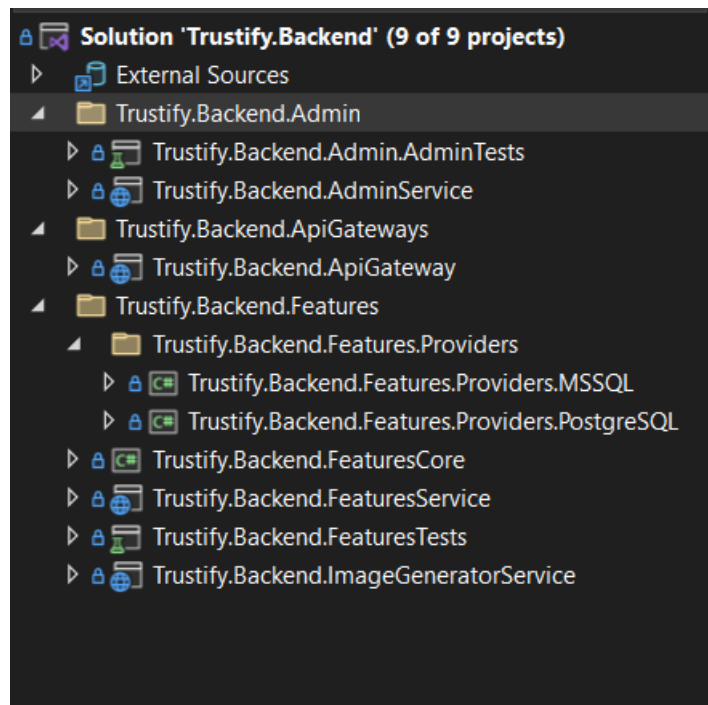 Solution 'Trustify.Backend' (9 of 9 projects)
External Sources
Trustify.Backend.Admin
Trustify.Backend.Admin.AdminTests
Trustify.Backend.AdminService
Trustify.Backend.ApiGateways
Trustify.Backend.ApiGateway
Trustify.Backend.Features
Trustify.Backend.Features.Providers
C# Trustify.Backend.Features.Providers.MSSQL
C# Trustify.Backend.Features.Providers.PostgreSQL
C# Trustify.Backend.FeaturesCore
Trustify.Backend.FeaturesService
Trustify.Backend.FeaturesTests
Trustify.Backend.ImageGeneratorService